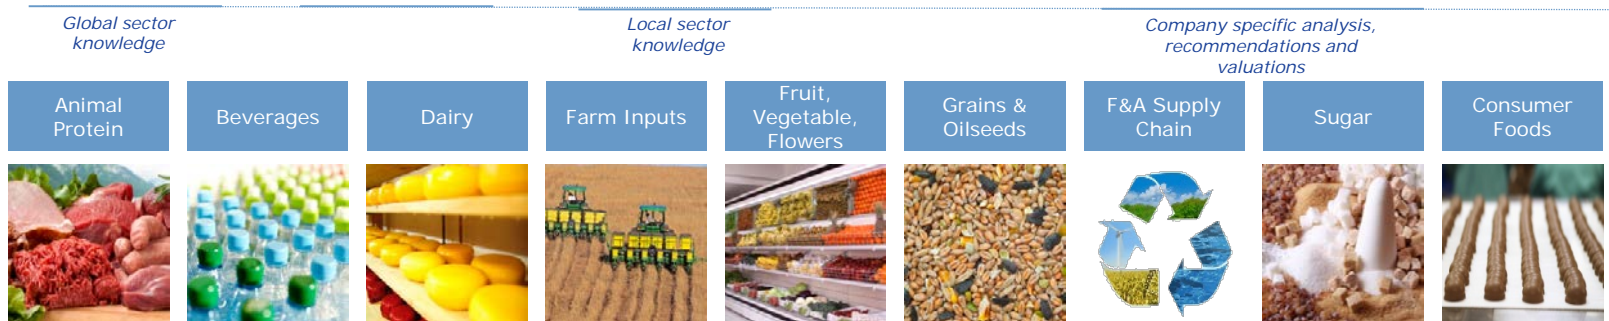 Global sector
knowledge
Local sector
knowledge
Company specific analysis,
recommendations and
valuations
Animal
Protein
Beverages
Dairy
Farm Inputs
Fruit,
Vegetable,
Flowers
Grains &
Oilseeds
F&A Supply
Chain
Sugar
Consumer
Foods